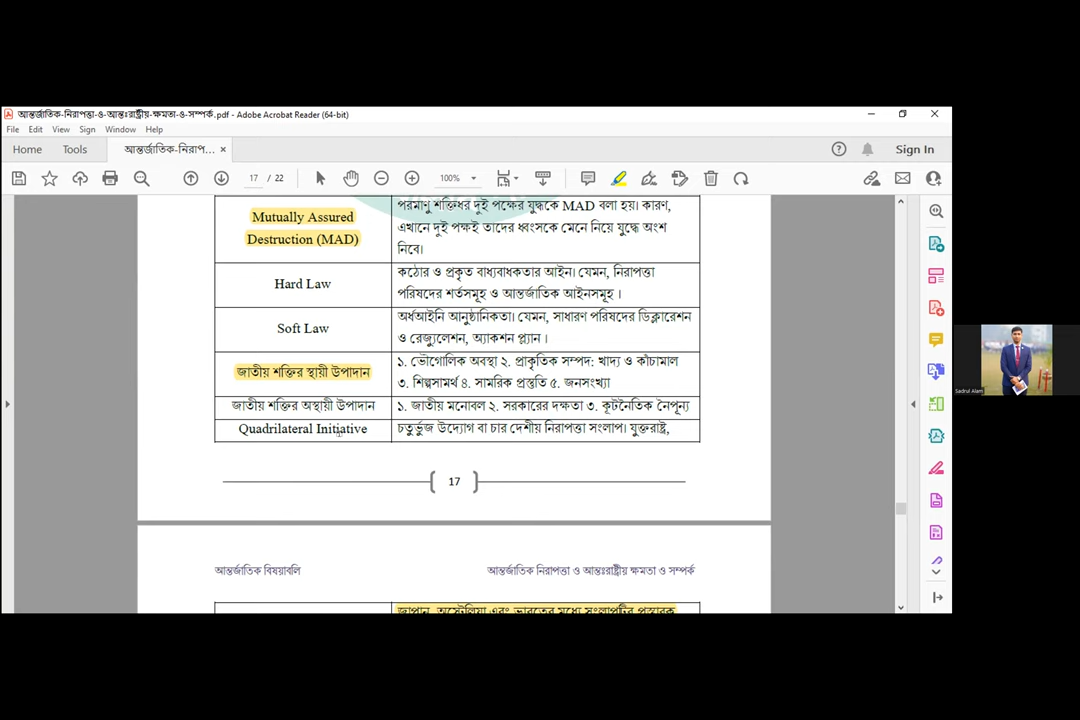 আন্তর্জাতিক-নিরাপত্তা-ও-আন্তঃরাষ্ট্রীয়-ক্ষমতা-ও-সম্পর্ক.pdf - Adobe Acrobat Reader (64-bit)
File Edit View Sign Window Help
Home Tools আন্তর্জাতিক-নিরাপ... × Sign In
17 / 22 100%
Mutually Assured
Destruction (MAD)
পরমাণু শক্তিধর দুই পক্ষের যুদ্ধকে MAD বলা হয়। কারণ,
এখানে দুই পক্ষই তাদের ধ্বংসকে মেনে নিয়ে যুদ্ধে অংশ
নিবে।
Hard Law
কঠোর ও প্রকৃত বাধ্যবাধকতার আইন। যেমন, নিরাপত্তা
পরিষদের শর্তসমূহ ও আন্তর্জাতিক আইনসমূহ ।
Soft Law
অর্ধআইনি আনুষ্ঠানিকতা। যেমন, সাধারণ পরিষদের ডিক্লারেশন
ও রেজ্যুলেশন, অ্যাকশন প্ল্যান ।
জাতীয় শক্তির স্থায়ী উপাদান
১. ভৌগোলিক অবস্থা ২. প্রাকৃতিক সম্পদ: খাদ্য ও কাঁচামাল
৩. শিল্পসামর্থ ৪. সামরিক প্রস্তুতি ৫. জনসংখ্যা
জাতীয় শক্তির অস্থায়ী উপাদান
১. জাতীয় মনোবল ২. সরকারের দক্ষতা ৩. কূটনৈতিক নৈপূন্য
Quadrilateral Initiative
চতুর্ভুজ উদ্যোগ বা চার দেশীয় নিরাপত্তা সংলাপ। যুক্তরাষ্ট্র,
17
আন্তর্জাতিক বিষয়াবলি
আন্তর্জাতিক নিরাপত্তা ও আন্তঃরাষ্ট্রীয় ক্ষমতা ও সম্পর্ক
জাপান, অস্ট্রেলিয়া এবং ভারতের মধ্যে সংলাপটির প্রস্তাবক
Sadrul Alam